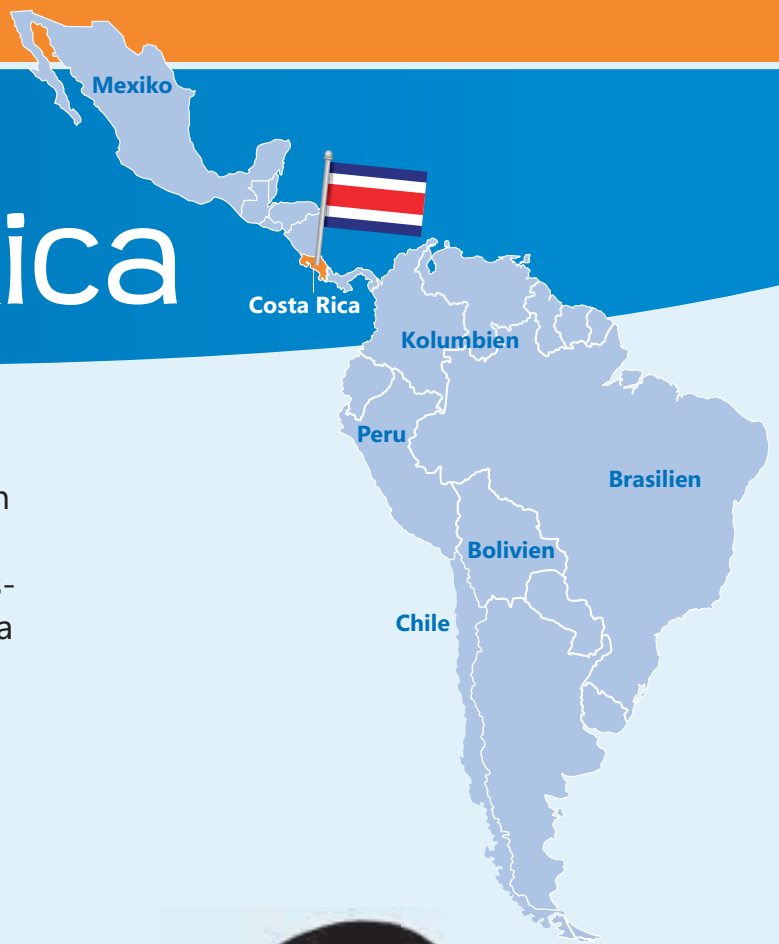 Mexiko
ica
Costa Rica
Kolumbien
Peru
Brasilien
n
Bolivien
-
Chile
a